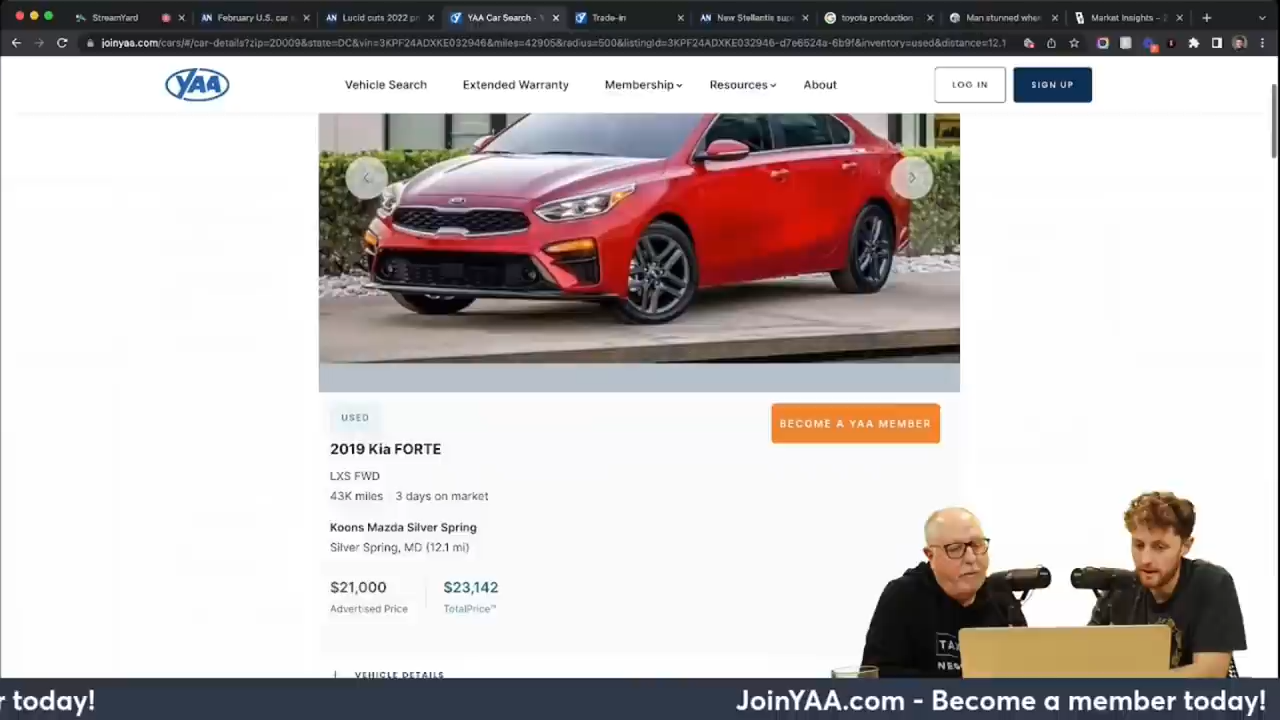 StreamYard
February U.S. car s
Lucid cuts 2022 pr
YAA Car Search - Y
Trade-in
New Stellantis supe
toyota production
Man stunned when
Market Insights – 2
joinyaa.com/cars/#/car-details?zip=20009&state=DC&vin=3KPF24ADXKE032946&miles=42905&radius=500&listingId=3KPF24ADXKE032946-d7e6524a-6b9f&inventory=used&distance=12.1
YAA
Vehicle Search
Extended Warranty
Membership
Resources
About
LOG IN
SIGN UP
USED
BECOME A YAA MEMBER
2019 Kia FORTE
LXS FWD
43K miles 3 days on market
Koons Mazda Silver Spring
Silver Spring, MD (12.1 mi)
$21,000 $23,142
Advertised Price TotalPrice™
VEHICLE DETAILS
r today!
JoinYAA.com - Become a member today!